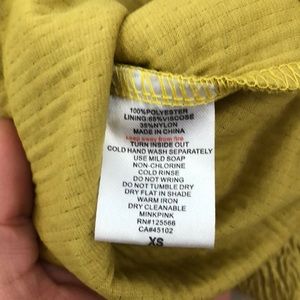 100%POLYESTER
LINING:65%VISCOSE
35%NYLON
MADE IN CHINA
keep away from fire
TURN INSIDE OUT
COLD HAND WASH SEPARATELY
USE MILD SOAP
NON-CHLORINE
COLD RINSE
DO NOT WRING
DO NOT TUMBLE DRY
DRY FLAT IN SHADE
WARM IRON
DRY CLEANABLE
MINKPINK
RN#125566
CA#45102
XS